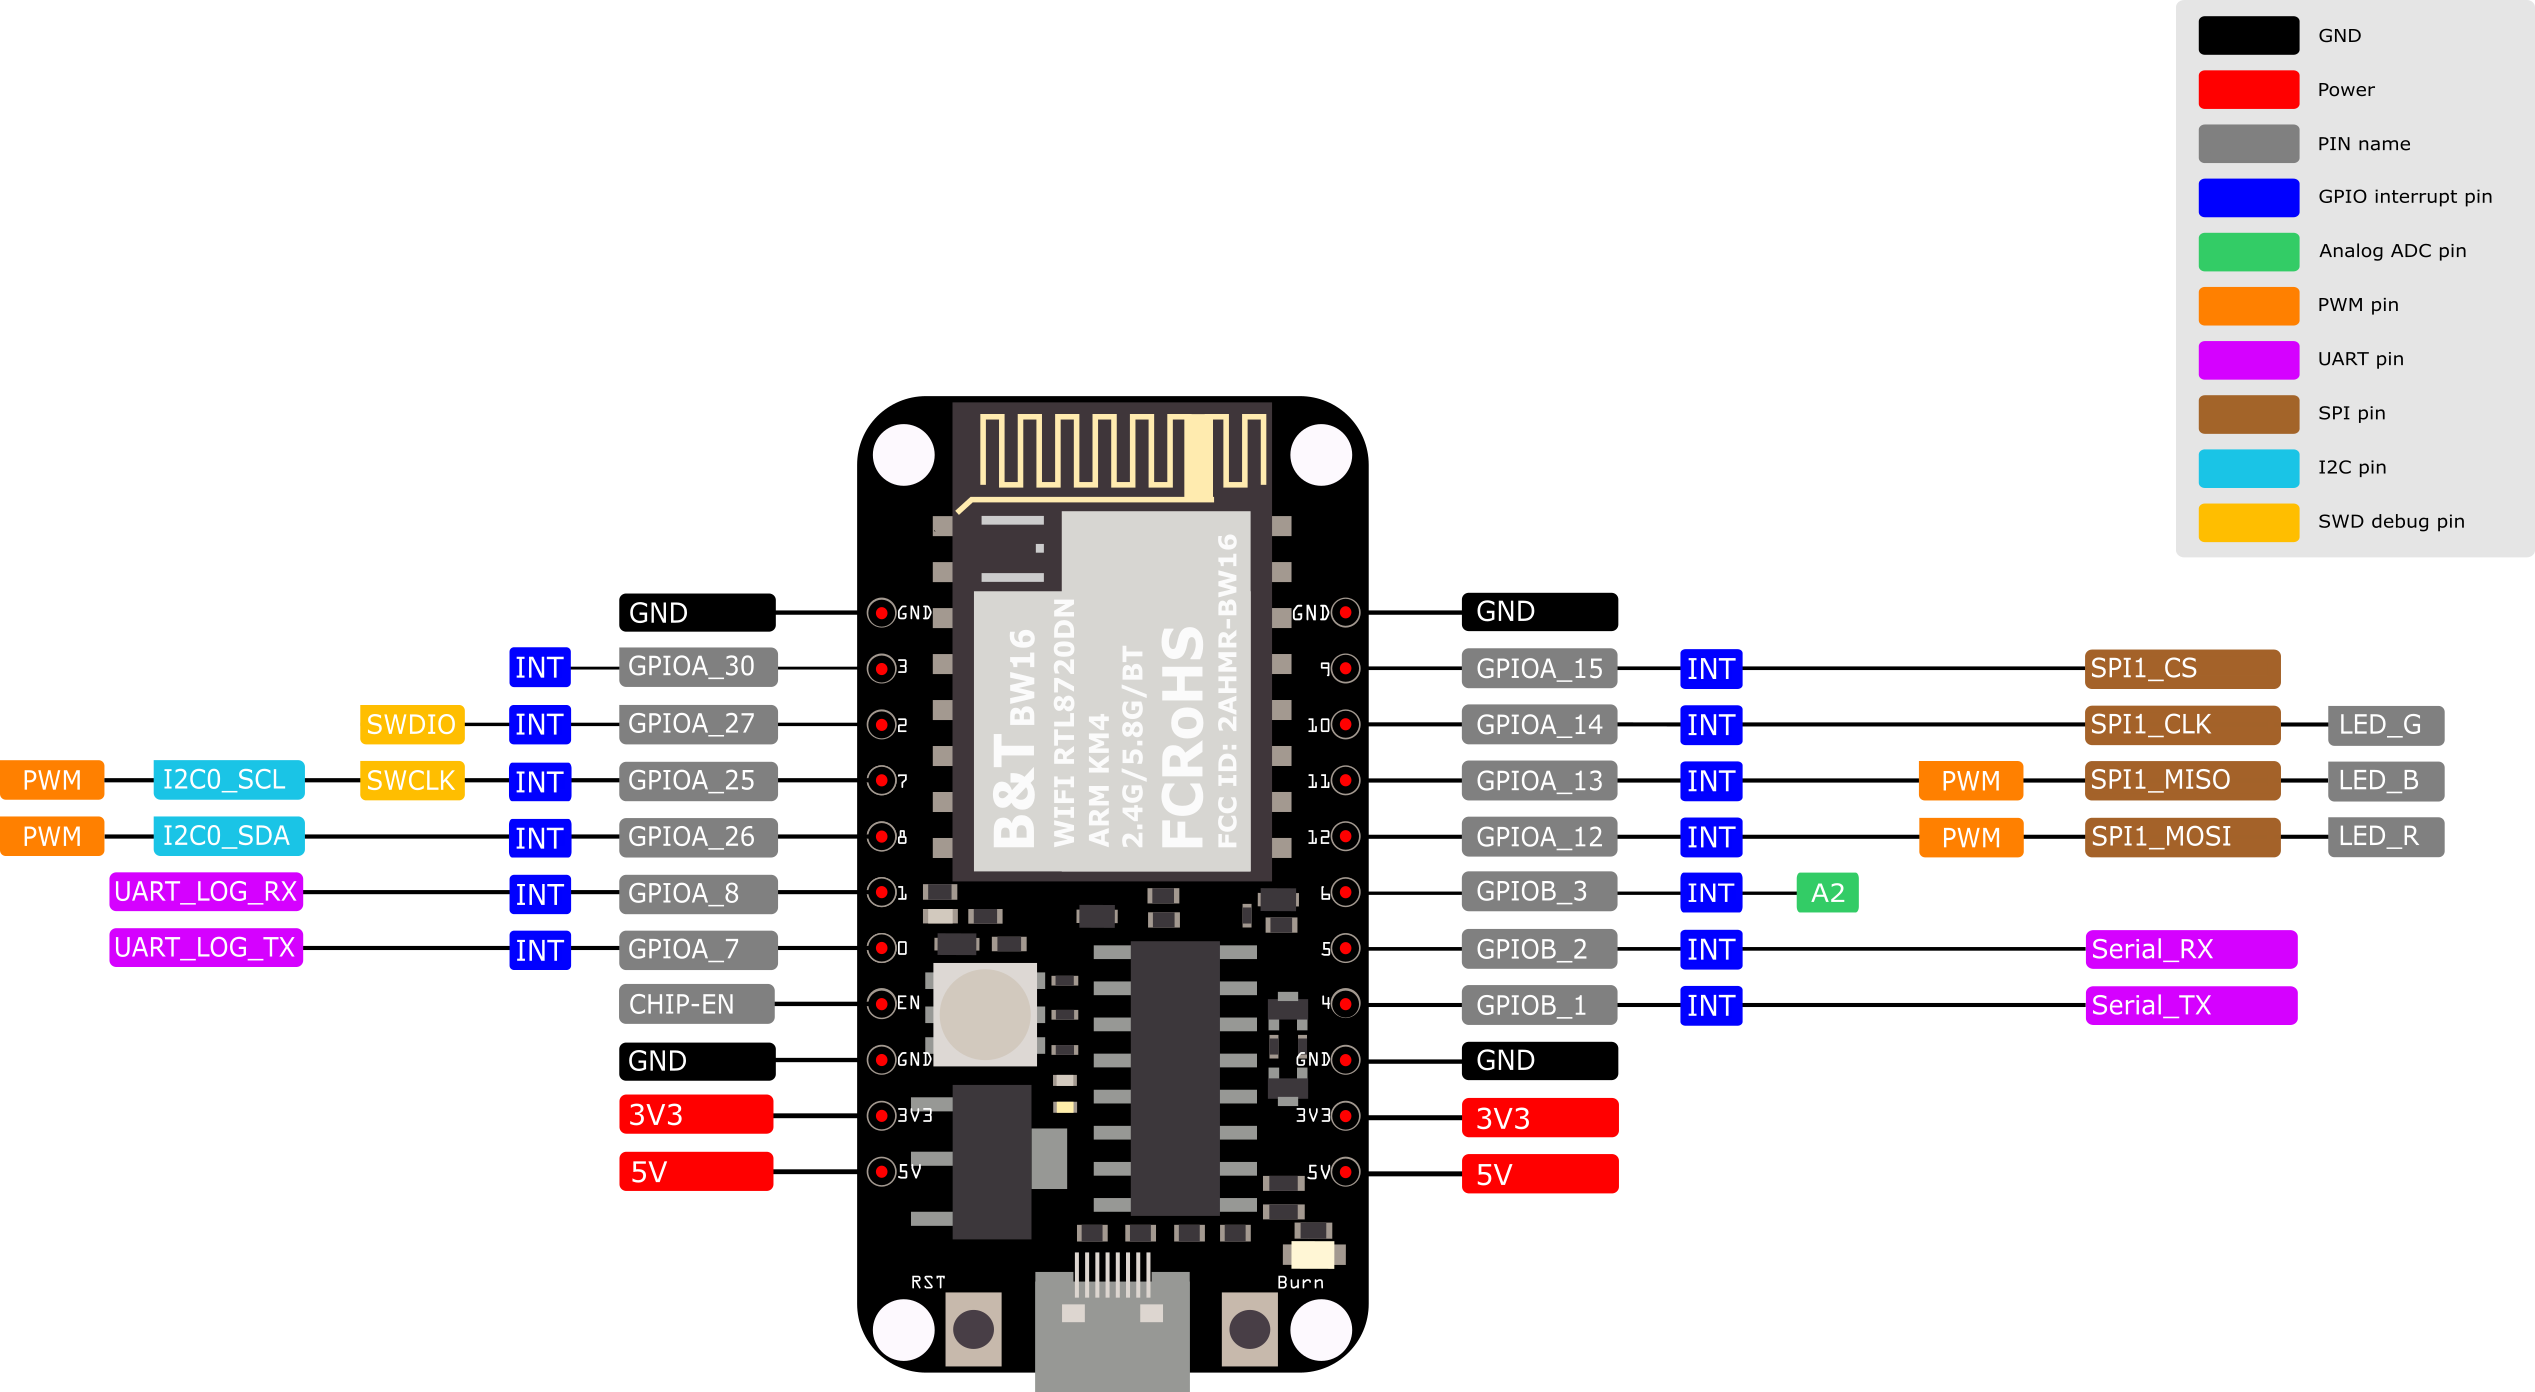 GND
Power
PIN name
GPIO interrupt pin
Analog ADC pin
PWM pin
UART pin
SPI pin
I2C pin
SWD debug pin
GND GND GND GND
INT GPIOA_30 3 9 GPIOA_15 INT SPI1_CS
SWDIO INT GPIOA_27 2 10 GPIOA_14 INT SPI1_CLK LED_G
PWM I2C0_SCL SWCLK INT GPIOA_25 7 11 GPIOA_13 INT PWM SPI1_MISO LED_B
PWM I2C0_SDA INT GPIOA_26 8 12 GPIOA_12 INT PWM SPI1_MOSI LED_R
UART_LOG_RX INT GPIOA_8 1 6 GPIOB_3 INT A2
UART_LOG_TX INT GPIOA_7 0 5 GPIOB_2 INT Serial_RX
CHIP-EN EN 4 GPIOB_1 INT Serial_TX
GND GND GND GND
3V3 3V3 3V3 3V3
5V 5V 5V 5V
B&T BW16
WIFI RTL8720DN
ARM KM4
2.4G/5.8G/BT
FCRoHS
FCC ID: 2AHMR-BW16
RST Burn